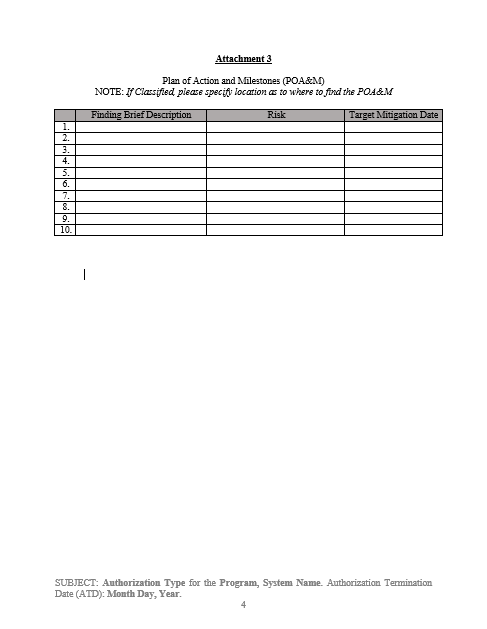 Attachment 3
Plan of Action and Milestones (POA&M)
NOTE: If Classified, please specify location as to where to find the POA&M
Finding Brief Description Risk Target Mitigation Date
1.
2.
3.
4.
5.
6.
7.
8.
9.
10.
SUBJECT: Authorization Type for the Program, System Name. Authorization Termination
Date (ATD): Month Day, Year.
4